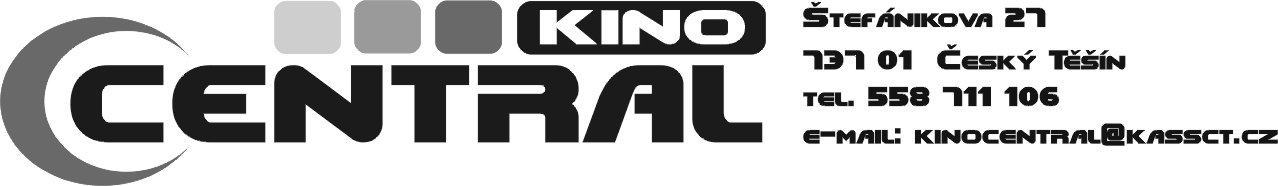 KINO
CENTRAL
Štefánikova 27
737 01 Český Těšín
tel. 558 711 106
e-mail: kinocentral@kassct.cz